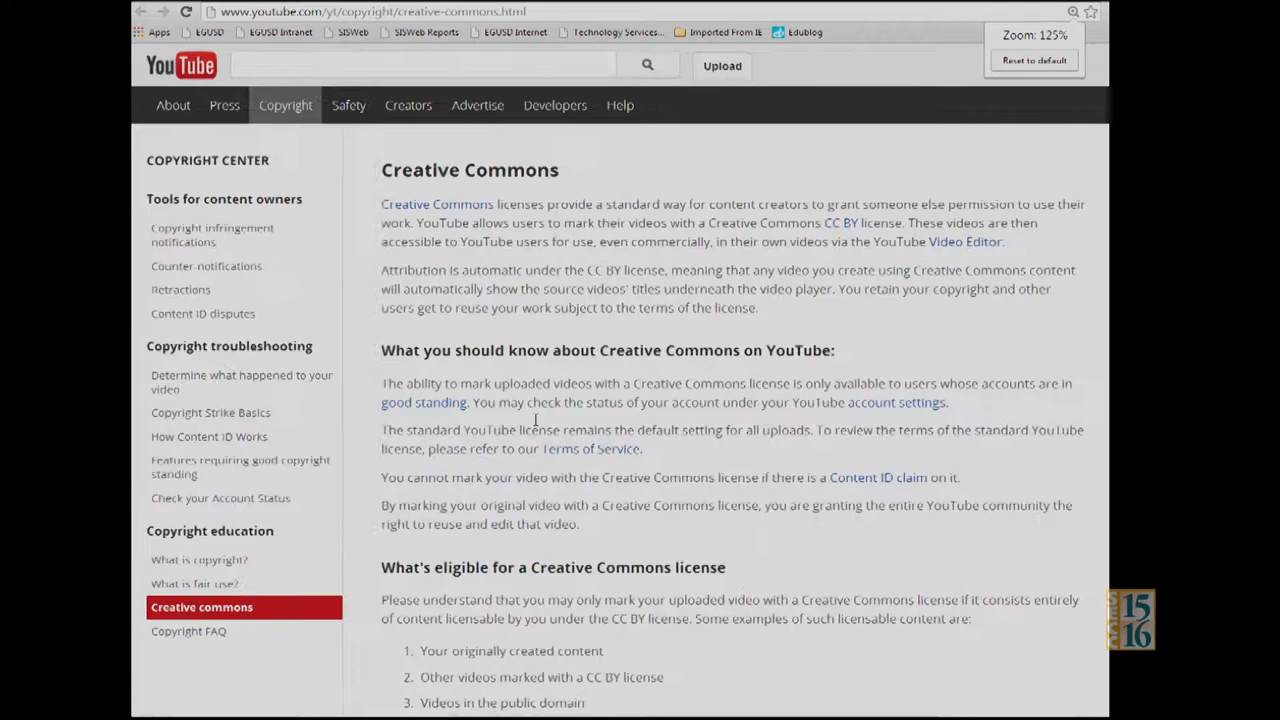 www.youtube.com/yt/copyright/creative-commons.html
Apps EGUSD EGUSD Intranet SISWeb SISWeb Reports EGUSD Internet Technology Services... Imported From IE Edublog
Zoom: 125%
Reset to default
YouTube Upload
About Press Copyright Safety Creators Advertise Developers Help
COPYRIGHT CENTER
Tools for content owners
Copyright infringement
notifications
Counter-notifications
Retractions
Content ID disputes
Copyright troubleshooting
Determine what happened to your
video
Copyright Strike Basics
How Content ID Works
Features requiring good copyright
standing
Check your Account Status
Copyright education
What is copyright?
What is fair use?
Creative commons
Copyright FAQ
Creative Commons
Creative Commons licenses provide a standard way for content creators to grant someone else permission to use their
work. YouTube allows users to mark their videos with a Creative Commons CC BY license. These videos are then
accessible to YouTube users for use, even commercially, in their own videos via the YouTube Video Editor.
Attribution is automatic under the CC BY license, meaning that any video you create using Creative Commons content
will automatically show the source videos' titles underneath the video player. You retain your copyright and other
users get to reuse your work subject to the terms of the license.
What you should know about Creative Commons on YouTube:
The ability to mark uploaded videos with a Creative Commons license is only available to users whose accounts are in
good standing. You may check the status of your account under your YouTube account settings.
The standard YouTube license remains the default setting for all uploads. To review the terms of the standard YouTube
license, please refer to our Terms of Service.
You cannot mark your video with the Creative Commons license if there is a Content ID claim on it.
By marking your original video with a Creative Commons license, you are granting the entire YouTube community the
right to reuse and edit that video.
What's eligible for a Creative Commons license
Please understand that you may only mark your uploaded video with a Creative Commons license if it consists entirely
of content licensable by you under the CC BY license. Some examples of such licensable content are:
1. Your originally created content
2. Other videos marked with a CC BY license
3. Videos in the public domain
15
16